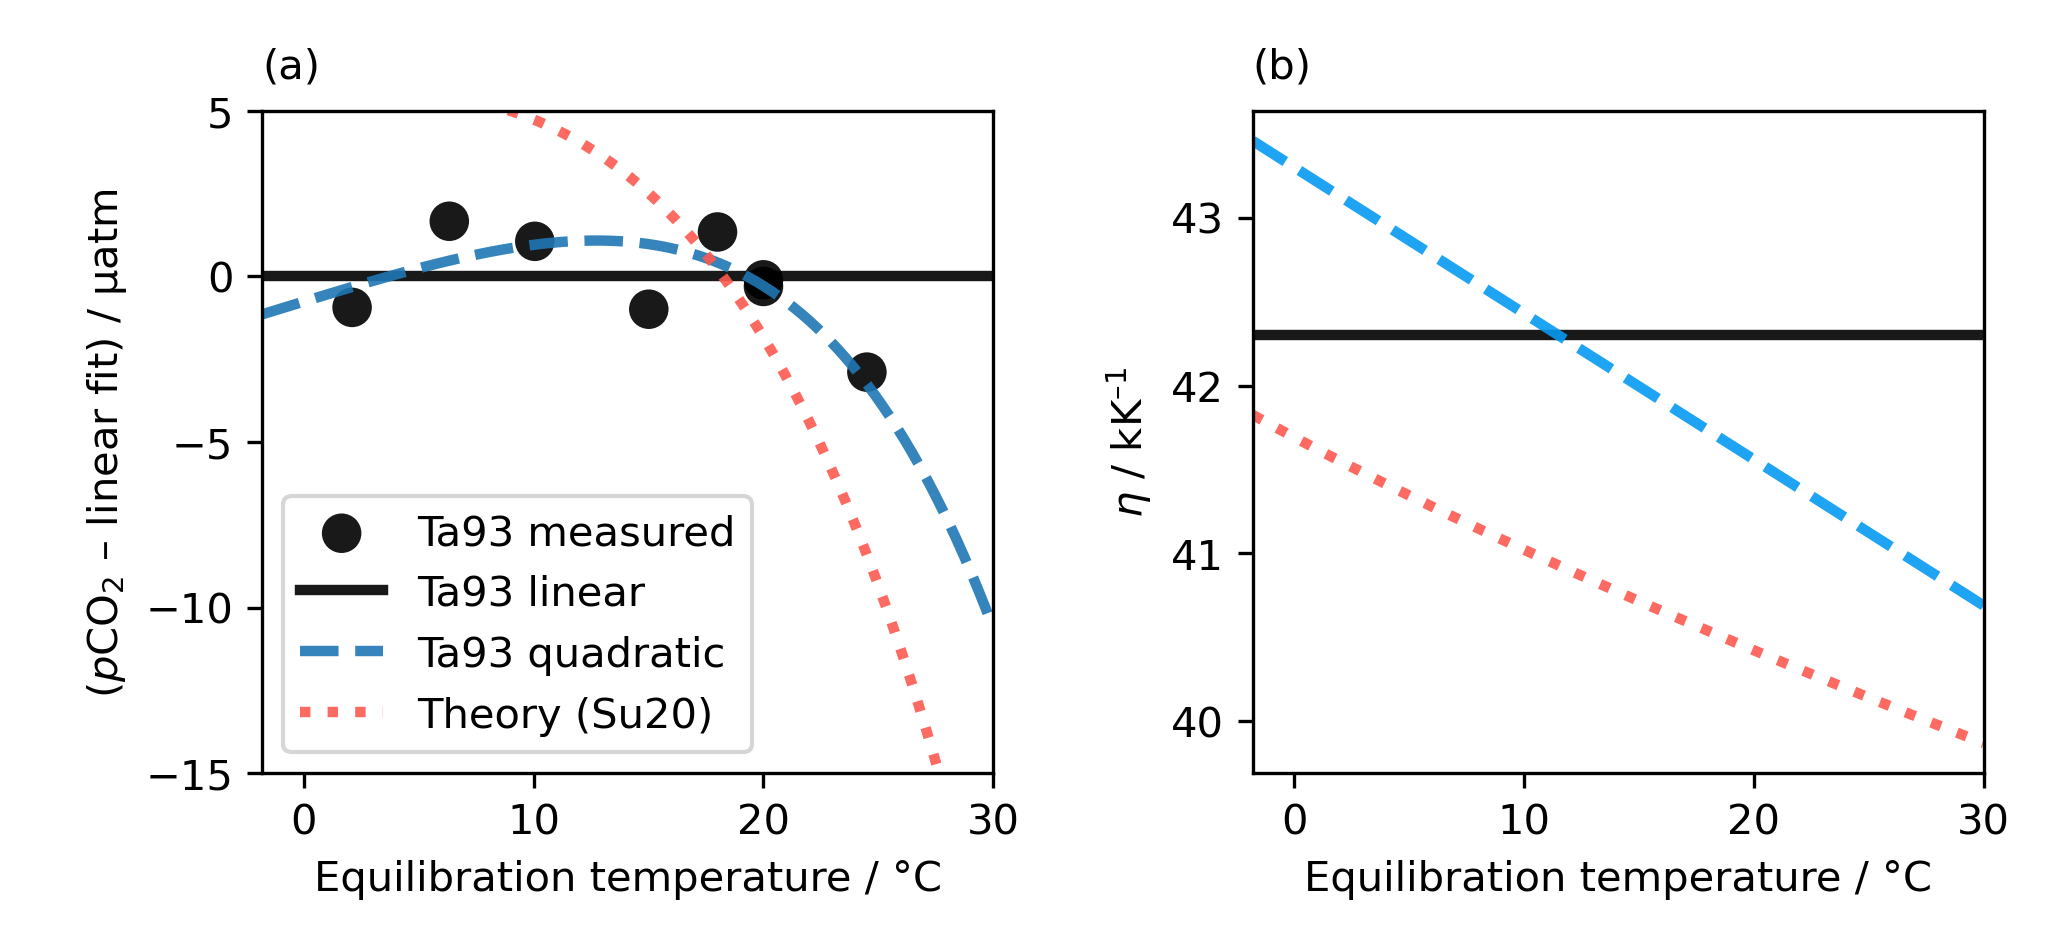 (a)
5
0
−5
−10
−15
(pCO₂ − linear fit) / µatm
Ta93 measured
Ta93 linear
Ta93 quadratic
Theory (Su20)
0 10 20 30
Equilibration temperature / °C
(b)
43
42
41
40
η / kK⁻¹
0 10 20 30
Equilibration temperature / °C